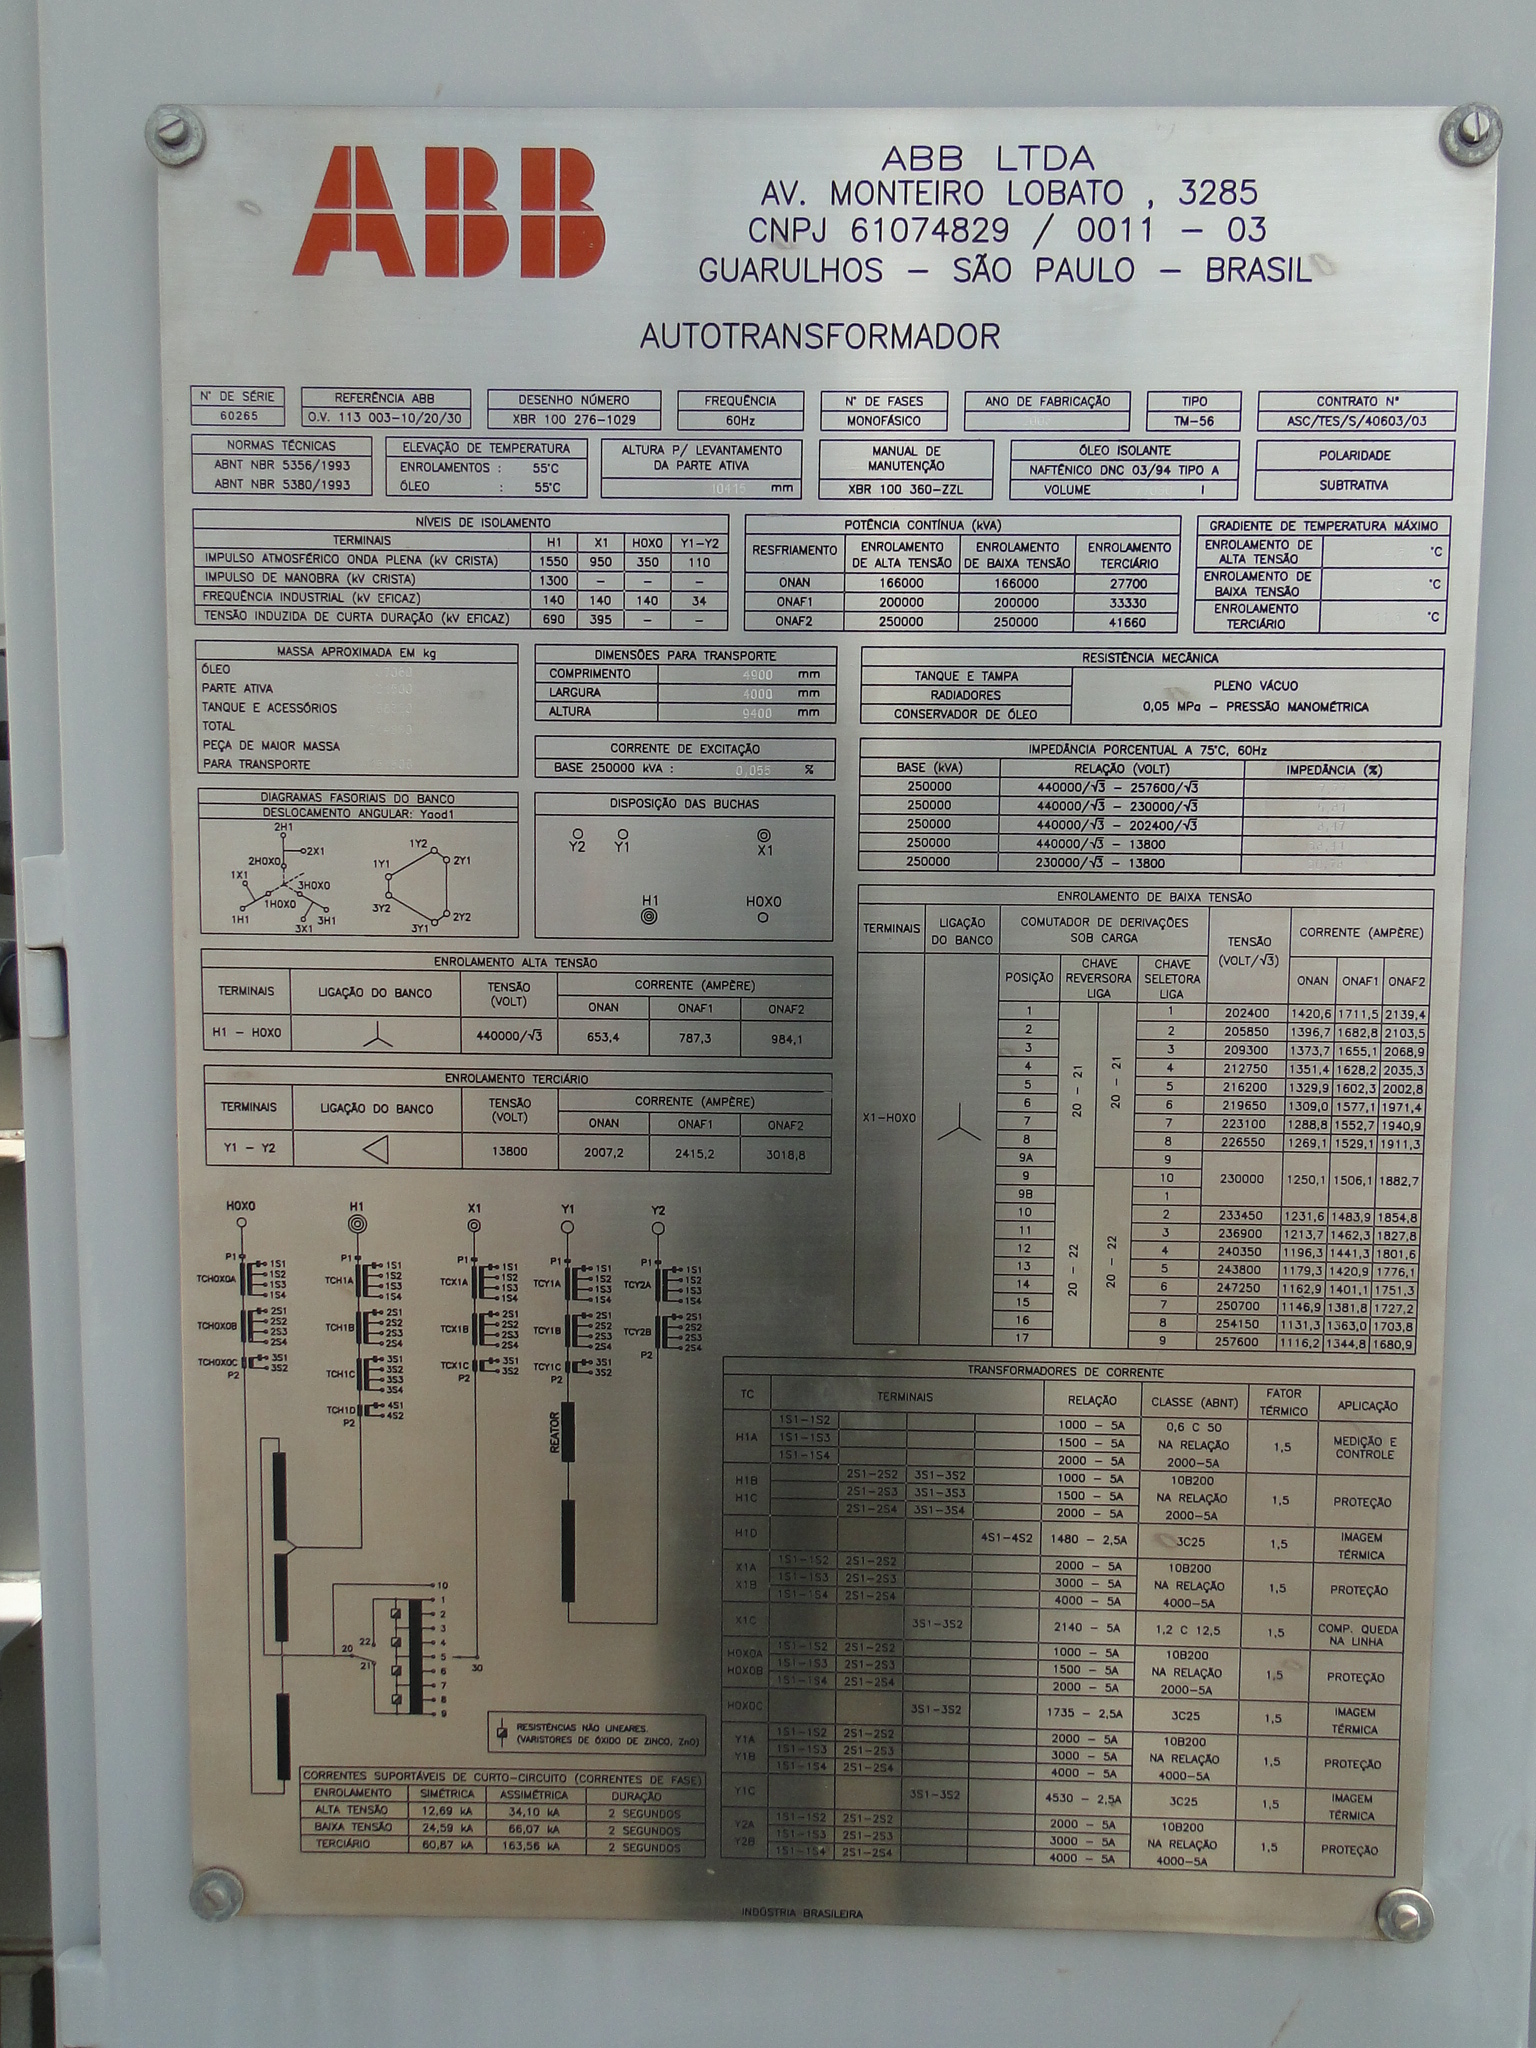 ABB
ABB LTDA
AV. MONTEIRO LOBATO , 3285
CNPJ 61074829 / 0011 – 03
GUARULHOS – SÃO PAULO – BRASIL
AUTOTRANSFORMADOR
Nº DE SÉRIE REFERÊNCIA ABB DESENHO NÚMERO FREQUÊNCIA Nº DE FASES ANO DE FABRICAÇÃO TIPO CONTRATO Nº
60265 O.V. 113 003-10/20/30 XBR 100 276-1029 60Hz MONOFÁSICO TM-56 ASC/TES/S/40603/03
NORMAS TÉCNICAS
ABNT NBR 5356/1993
ABNT NBR 5380/1993
ELEVAÇÃO DE TEMPERATURA
ENROLAMENTOS : 55°C
ÓLEO : 55°C
ALTURA P/ LEVANTAMENTO
DA PARTE ATIVA
mm
MANUAL DE
MANUTENÇÃO
XBR 100 360-ZZL
ÓLEO ISOLANTE
NAFTÊNICO DNC 03/94 TIPO A
VOLUME l
POLARIDADE
SUBTRATIVA
NÍVEIS DE ISOLAMENTO
TERMINAIS H1 X1 H0X0 Y1-Y2
IMPULSO ATMOSFÉRICO ONDA PLENA (kV CRISTA) 1550 950 350 110
IMPULSO DE MANOBRA (kV CRISTA) 1300 – – –
FREQUÊNCIA INDUSTRIAL (kV EFICAZ) 140 140 140 34
TENSÃO INDUZIDA DE CURTA DURAÇÃO (kV EFICAZ) 690 395 – –
POTÊNCIA CONTÍNUA (kVA)
RESFRIAMENTO ENROLAMENTO DE ALTA TENSÃO ENROLAMENTO DE BAIXA TENSÃO ENROLAMENTO TERCIÁRIO
ONAN 166000 166000 27700
ONAF1 200000 200000 33330
ONAF2 250000 250000 41660
GRADIENTE DE TEMPERATURA MÁXIMO
ENROLAMENTO DE
ALTA TENSÃO °C
ENROLAMENTO DE
BAIXA TENSÃO °C
ENROLAMENTO
TERCIÁRIO °C
MASSA APROXIMADA EM kg
ÓLEO
PARTE ATIVA
TANQUE E ACESSÓRIOS
TOTAL
PEÇA DE MAIOR MASSA
PARA TRANSPORTE
DIMENSÕES PARA TRANSPORTE
COMPRIMENTO 4900 mm
LARGURA 4000 mm
ALTURA 9400 mm
CORRENTE DE EXCITAÇÃO
BASE 250000 kVA : 0,055 %
RESISTÊNCIA MECÂNICA
TANQUE E TAMPA
RADIADORES
CONSERVADOR DE ÓLEO
PLENO VÁCUO
0,05 MPa – PRESSÃO MANOMÉTRICA
IMPEDÂNCIA PORCENTUAL A 75°C, 60Hz
BASE (KVA) RELAÇÃO (VOLT) IMPEDÂNCIA (%)
250000 440000/√3 – 257600/√3
250000 440000/√3 – 230000/√3
250000 440000/√3 – 202400/√3
250000 440000/√3 – 13800
250000 230000/√3 – 13800
DIAGRAMAS FASORIAIS DO BANCO
DESLOCAMENTO ANGULAR: Yaod1
2H1
2X1
2H0X0
1X1
3H0X0
1H0X0
1H1
3H1
3X1
1Y2
1Y1
2Y1
3Y2
2Y2
3Y1
DISPOSIÇÃO DAS BUCHAS
Y2 Y1 X1
H1 H0X0
ENROLAMENTO ALTA TENSÃO
TERMINAIS LIGAÇÃO DO BANCO TENSÃO (VOLT) CORRENTE (AMPÈRE)
ONAN ONAF1 ONAF2
H1 – H0X0 440000/√3 653,4 787,3 984,1
ENROLAMENTO TERCIÁRIO
TERMINAIS LIGAÇÃO DO BANCO TENSÃO (VOLT) CORRENTE (AMPÈRE)
ONAN ONAF1 ONAF2
Y1 – Y2 13800 2007,2 2415,2 3018,8
ENROLAMENTO DE BAIXA TENSÃO
TERMINAIS LIGAÇÃO DO BANCO COMUTADOR DE DERIVAÇÕES SOB CARGA TENSÃO (VOLT/√3) CORRENTE (AMPÈRE)
POSIÇÃO CHAVE REVERSORA LIGA CHAVE SELETORA LIGA ONAN ONAF1 ONAF2
X1-H0X0
20 – 21
20 – 21
20 – 22
20 – 22
1 1 202400 1420,6 1711,5 2139,4
2 2 205850 1396,7 1682,8 2103,5
3 3 209300 1373,7 1655,1 2068,9
4 4 212750 1351,4 1628,2 2035,3
5 5 216200 1329,9 1602,3 2002,8
6 6 219650 1309,0 1577,1 1971,4
7 7 223100 1288,8 1552,7 1940,9
8 8 226550 1269,1 1529,1 1911,3
9A 9
9 10 230000 1250,1 1506,1 1882,7
9B 1
10 2 233450 1231,6 1483,9 1854,8
11 3 236900 1213,7 1462,3 1827,8
12 4 240350 1196,3 1441,3 1801,6
13 5 243800 1179,3 1420,9 1776,1
14 6 247250 1162,9 1401,1 1751,3
15 7 250700 1146,9 1381,8 1727,2
16 8 254150 1131,3 1363,0 1703,8
17 9 257600 1116,2 1344,8 1680,9
H0X0 H1 X1 Y1 Y2
P1 P1 P1 P1 P1
TCH0X0A 1S1 1S2 1S3 1S4
TCH0X0B 2S1 2S2 2S3 2S4
TCH0X0C 3S1 3S2
P2
TCH1A 1S1 1S2 1S3 1S4
TCH1B 2S1 2S2 2S3 2S4
TCH1C 3S1 3S2 3S3 3S4
TCH1D 4S1 4S2
P2
TCX1A 1S1 1S2 1S3 1S4
TCX1B 2S1 2S2 2S3 2S4
TCX1C 3S1 3S2
P2
TCY1A 1S1 1S2 1S3 1S4
TCY1B 2S1 2S2 2S3 2S4
TCY1C 3S1 3S2
P2
TCY2A 1S1 1S2 1S3 1S4
TCY2B 2S1 2S2 2S3 2S4
P2
REATOR
10
1
2
3
4
5
6
7
8
9
20
22
21
30
RESISTÊNCIAS NÃO LINEARES.
(VARISTORES DE ÓXIDO DE ZINCO, ZnO)
CORRENTES SUPORTÁVEIS DE CURTO-CIRCUITO (CORRENTES DE FASE)
ENROLAMENTO SIMÉTRICA ASSIMÉTRICA DURAÇÃO
ALTA TENSÃO 12,69 kA 34,10 kA 2 SEGUNDOS
BAIXA TENSÃO 24,59 kA 66,07 kA 2 SEGUNDOS
TERCIÁRIO 60,87 kA 163,56 kA 2 SEGUNDOS
TRANSFORMADORES DE CORRENTE
TC TERMINAIS RELAÇÃO CLASSE (ABNT) FATOR TÉRMICO APLICAÇÃO
H1A 1S1-1S2 1000 – 5A 0,6 C 50
1S1-1S3 1500 – 5A NA RELAÇÃO 1,5 MEDIÇÃO E CONTROLE
1S1-1S4 2000 – 5A 2000-5A
H1B 2S1-2S2 3S1-3S2 1000 – 5A 10B200
H1C 2S1-2S3 3S1-3S3 1500 – 5A NA RELAÇÃO 1,5 PROTEÇÃO
2S1-2S4 3S1-3S4 2000 – 5A 2000-5A
H1D 4S1-4S2 1480 – 2,5A 3C25 1,5 IMAGEM TÉRMICA
X1A 1S1-1S2 2S1-2S2 2000 – 5A 10B200
X1B 1S1-1S3 2S1-2S3 3000 – 5A NA RELAÇÃO 1,5 PROTEÇÃO
1S1-1S4 2S1-2S4 4000 – 5A 4000-5A
X1C 3S1-3S2 2140 – 5A 1,2 C 12,5 1,5 COMP. QUEDA NA LINHA
H0X0A 1S1-1S2 2S1-2S2 1000 – 5A 10B200
H0X0B 1S1-1S3 2S1-2S3 1500 – 5A NA RELAÇÃO 1,5 PROTEÇÃO
1S1-1S4 2S1-2S4 2000 – 5A 2000-5A
H0X0C 3S1-3S2 1735 – 2,5A 3C25 1,5 IMAGEM TÉRMICA
Y1A 1S1-1S2 2S1-2S2 2000 – 5A 10B200
Y1B 1S1-1S3 2S1-2S3 3000 – 5A NA RELAÇÃO 1,5 PROTEÇÃO
1S1-1S4 2S1-2S4 4000 – 5A 4000-5A
Y1C 3S1-3S2 4530 – 2,5A 3C25 1,5 IMAGEM TÉRMICA
Y2A 1S1-1S2 2S1-2S2 2000 – 5A 10B200
Y2B 1S1-1S3 2S1-2S3 3000 – 5A NA RELAÇÃO 1,5 PROTEÇÃO
1S1-1S4 2S1-2S4 4000 – 5A 4000-5A
INDÚSTRIA BRASILEIRA